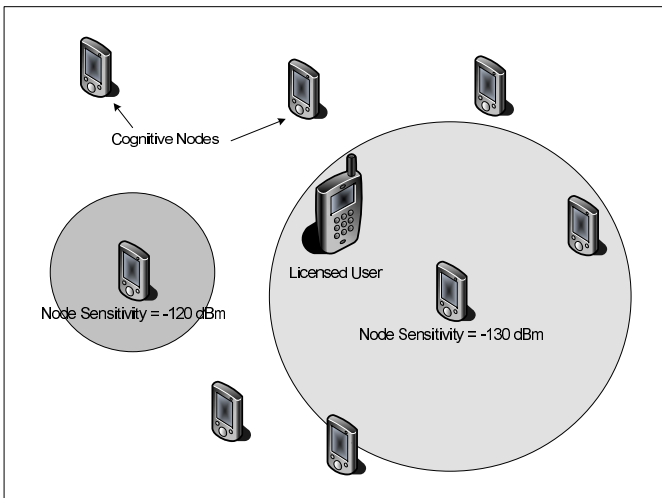 Cognitive Nodes
Licensed User
Node Sensitivity = -120 dBm
Node Sensitivity = -130 dBm